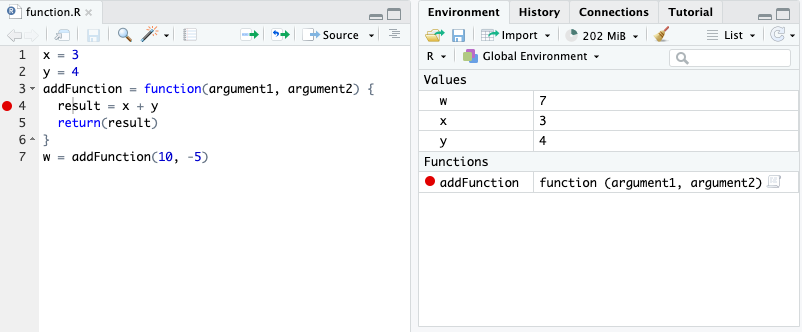 function.R
Source
1 x = 3
2 y = 4
3 addFunction = function(argument1, argument2) {
4 result = x + y
5 return(result)
6 }
7 w = addFunction(10, -5)
Environment History Connections Tutorial
Import 202 MiB List
R Global Environment
Values
w 7
x 3
y 4
Functions
addFunction function (argument1, argument2)